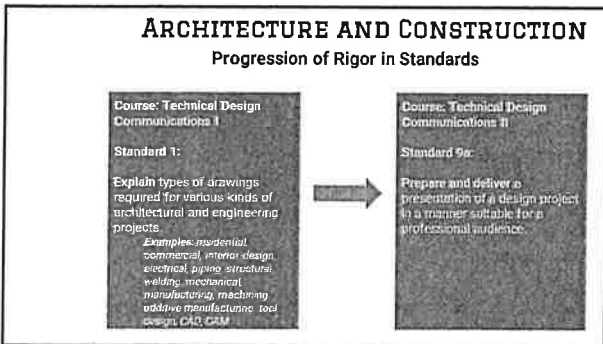 ARCHITECTURE AND CONSTRUCTION
Progression of Rigor in Standards
Course: Technical Design
Communications I
Standard 1:
Explain types of drawings
required for various kinds of
architectural and engineering
projects
Examples: residential,
commercial, interior design
electrical, piping, structural
welding, mechanical,
manufacturing, machining
additive manufacturing, tool
design, CAD, CAM
Course: Technical Design
Communications II
Standard 9a:
Prepare and deliver a
presentation of a design project
in a manner suitable for a
professional audience.